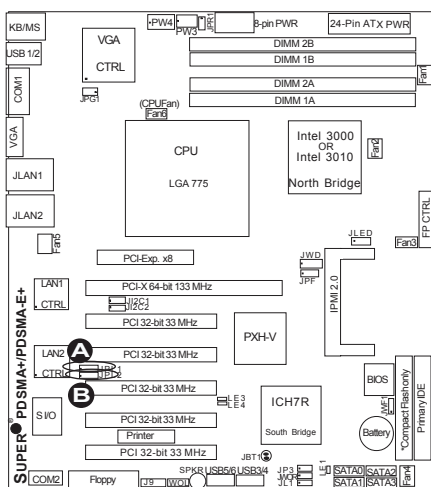 KB/MS
PW4
PW3
JPR1
8-pin PWR
24-Pin ATX PWR
USB 1/2
VGA
CTRL
DIMM 2B
DIMM 1B
DIMM 2A
DIMM 1A
Fan1
COM1
JPG1
(CPUFan)
Fan6
VGA
CPU
LGA 775
Intel 3000
OR
Intel 3010
North Bridge
Fan2
JLAN1
JLAN2
FP CTRL
Fan5
JLED
Fan3
PCI-Exp. x8
JWD
JPF
IPMI 2.0
LAN1
CTRL
PCI-X 64-bit 133 MHz
JI2C1
JI2C2
PCI 32-bit 33 MHz
PXH-V
LAN2
CTRL
A
PCI 32-bit 33 MHz
B
PCI 32-bit 33 MHz
BIOS
JWF1
*Compact Flash only
Primary IDE
LE3
LE4
ICH7R
South Bridge
SUPER® PDSMA+/PDSMA-E+
SI/O
PCI 32-bit 33 MHz
Printer
Battery
PCI 32-bit 33 MHz
JBT1
COM2
Floppy
J9
WOL
SPKR
USB5/6
USB3/4
JP3
JWOR
JL1
LE1
SATA0
SATA2
SATA1
SATA3
Fan4